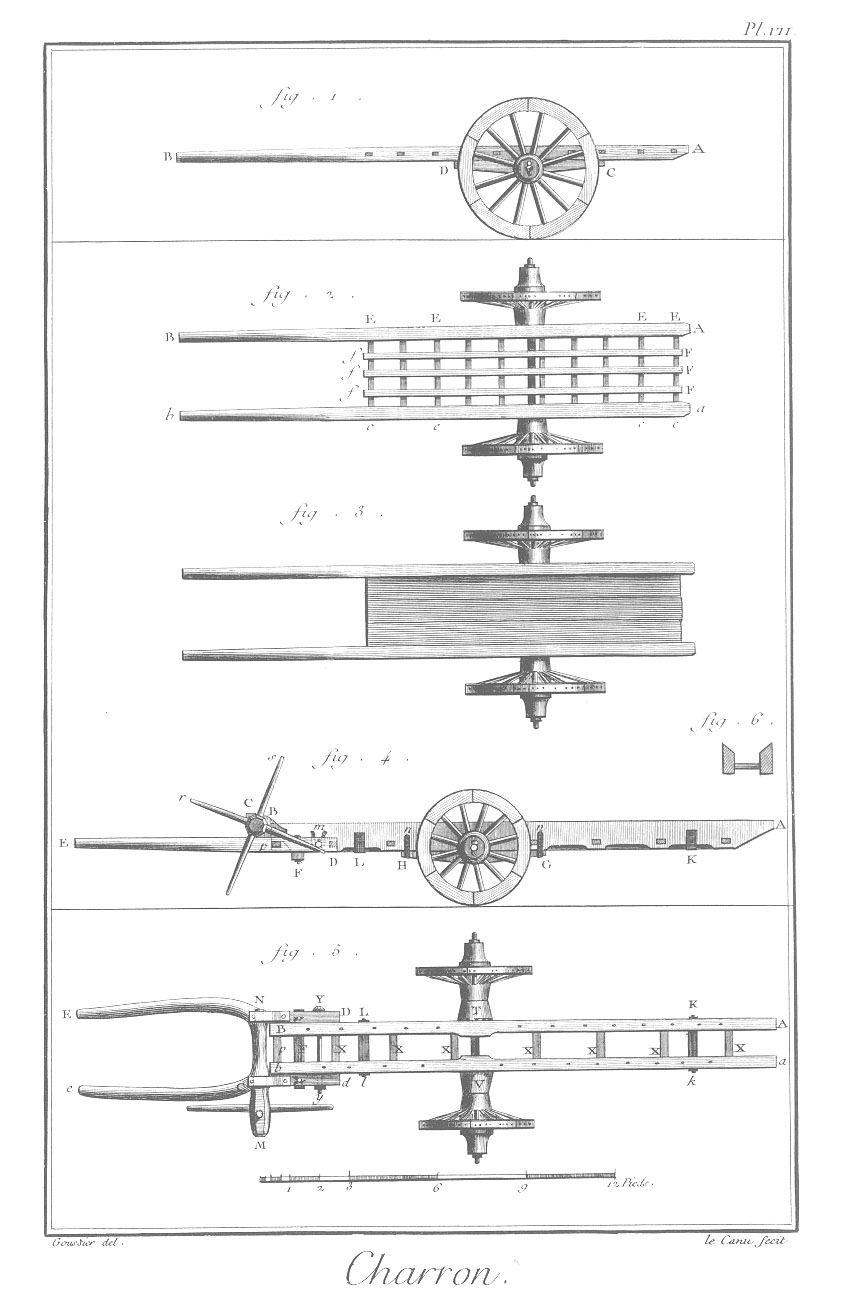 Pl. VII.
fig. 1.
B A
D C
fig. 2.
E E E E
B A
f F
f F
f F
b a
e e e e
fig. 3.
fig. 6.
fig. 4.
s
r C B m n n A
E p F D L H G K
fig. 5.
N Y D L K
E T A
B
F X X X X X X X
b a
e d l V k
y
M
1 2 3 6 9 12 Pieds.
Goussier del. le Canu fecit
Charron.